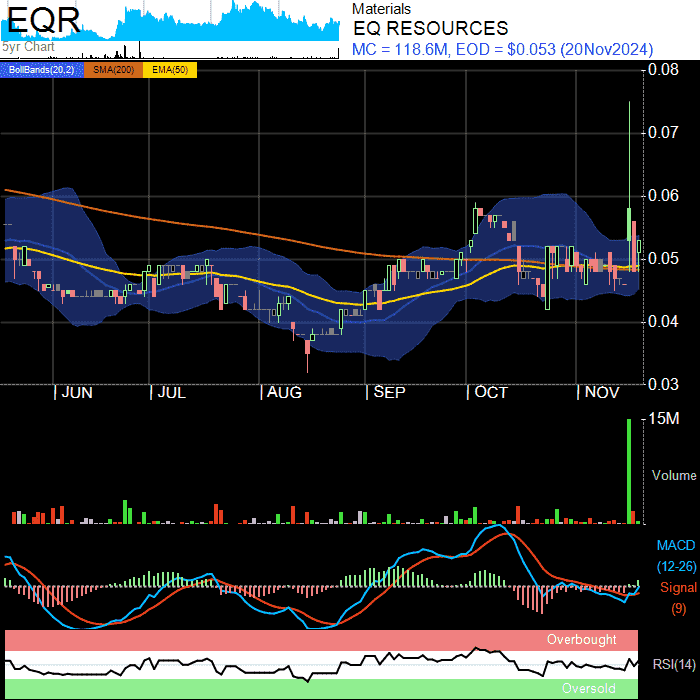 EQR
5yr Chart
Materials
EQ RESOURCES
MC = 118.6M, EOD = $0.053 (20Nov2024)
BollBands(20,2) SMA(200) EMA(50)
0.08
0.07
0.06
0.05
0.04
0.03
JUN JUL AUG SEP OCT NOV
15M
Volume
MACD
(12-26)
Signal
(9)
Overbought
RSI(14)
Oversold